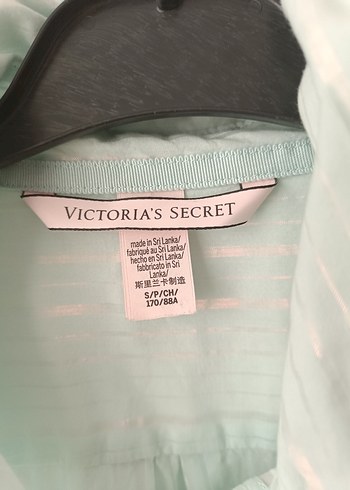 VICTORIA'S SECRET
made in Sri Lanka/
fabriqué au Sri Lanka/
hecho en Sri Lanka/
fabbricato in Sri
Lanka/
斯里兰卡制造
S/P/CH/
170/88A